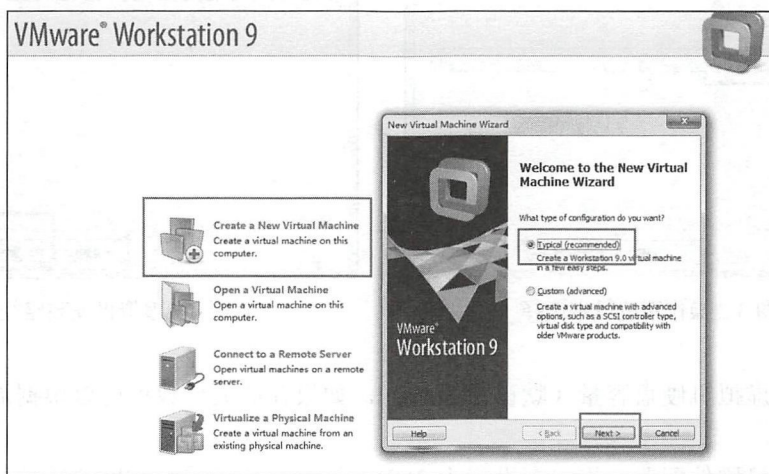 VMware® Workstation 9
Create a New Virtual Machine
Create a virtual machine on this
computer.
Open a Virtual Machine
Open a virtual machine on this
computer.
Connect to a Remote Server
Open virtual machines on a remote
server.
Virtualize a Physical Machine
Create a virtual machine from an
existing physical machine.
New Virtual Machine Wizard
VMware®
Workstation 9
Welcome to the New Virtual
Machine Wizard
What type of configuration do you want?
Typical (recommended)
Create a Workstation 9.0 virtual machine
in a few easy steps.
Custom (advanced)
Create a virtual machine with advanced
options, such as a SCSI controller type,
virtual disk type and compatibility with
older VMware products.
Help
< Back
Next >
Cancel